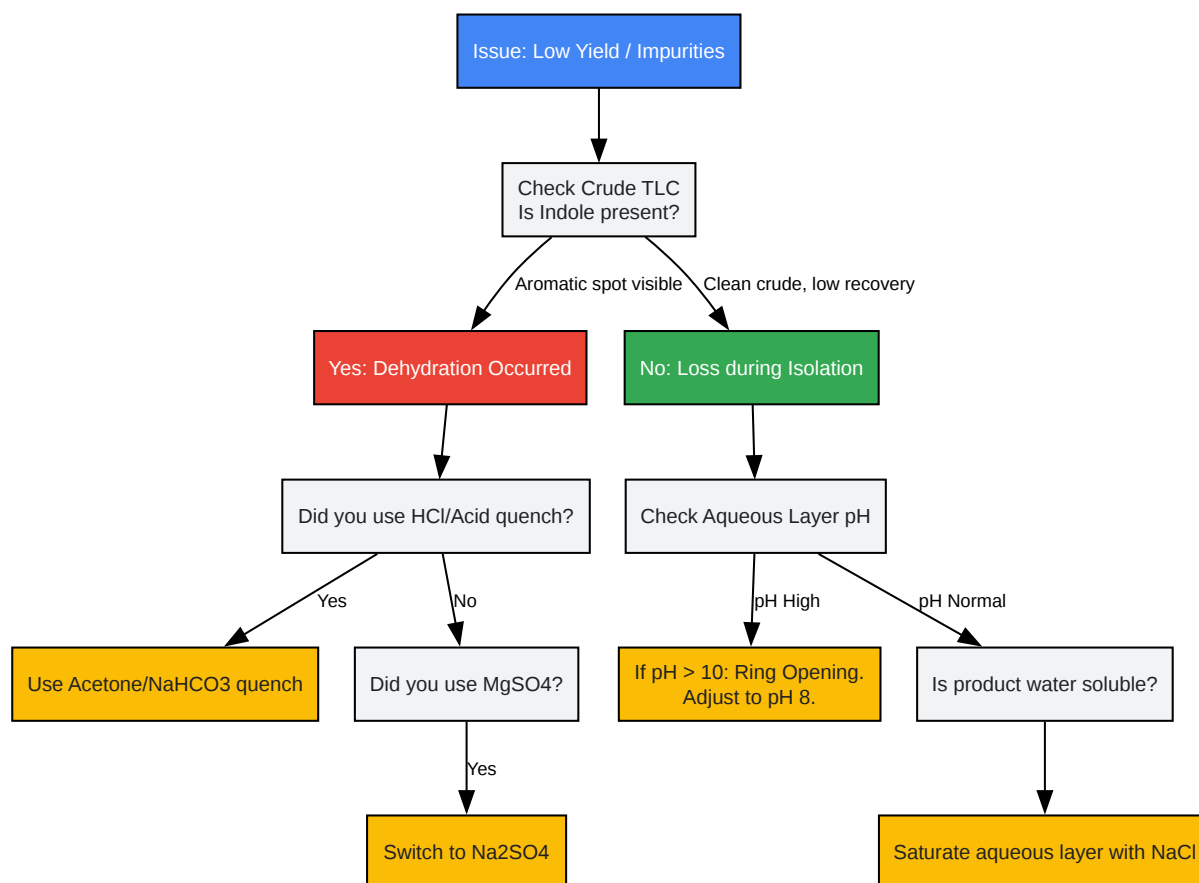 Issue: Low Yield / Impurities
Check Crude TLC
Is Indole present?
Aromatic spot visible
Clean crude, low recovery
Yes: Dehydration Occurred
No: Loss during Isolation
Did you use HCl/Acid quench?
Check Aqueous Layer pH
Yes
No
pH High
pH Normal
Use Acetone/NaHCO3 quench
Did you use MgSO4?
If pH > 10: Ring Opening.
Adjust to pH 8.
Is product water soluble?
Yes
Switch to Na2SO4
Saturate aqueous layer with NaCl